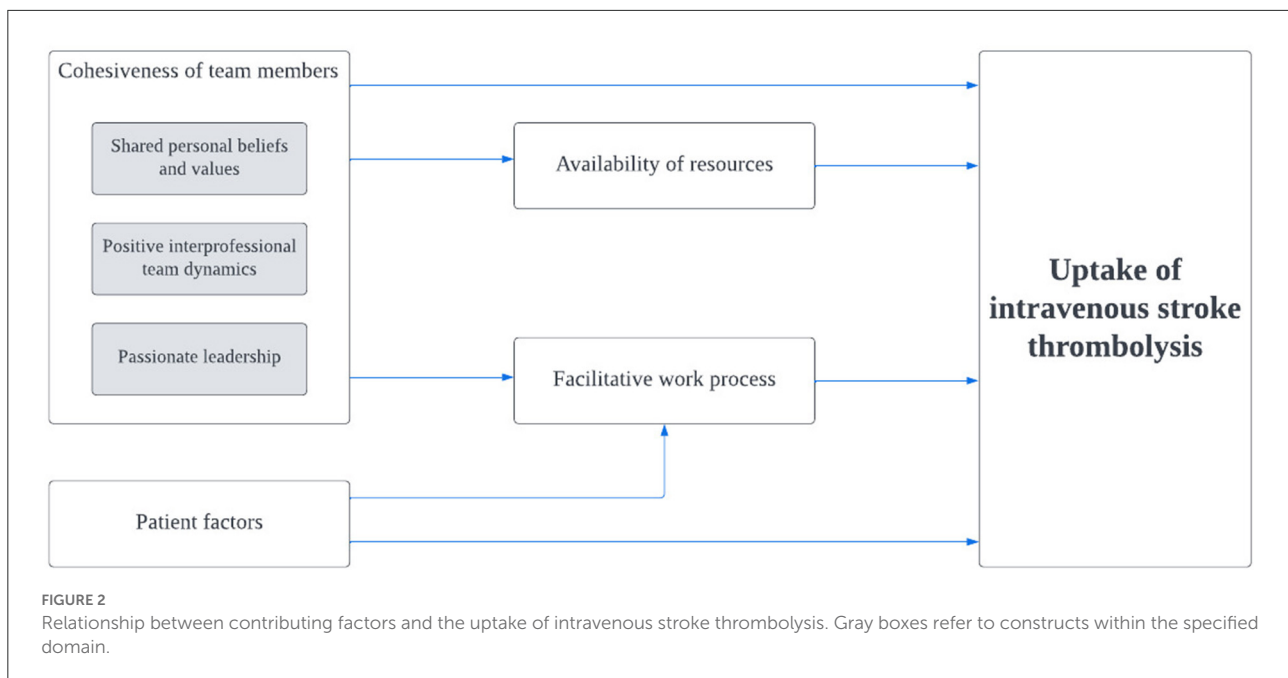 Cohesiveness of team members
Shared personal beliefs
and values
Positive interprofessional
team dynamics
Passionate leadership
Availability of resources
Facilitative work process
Patient factors
Uptake of
intravenous stroke
thrombolysis
FIGURE 2
Relationship between contributing factors and the uptake of intravenous stroke thrombolysis. Gray boxes refer to constructs within the specified
domain.